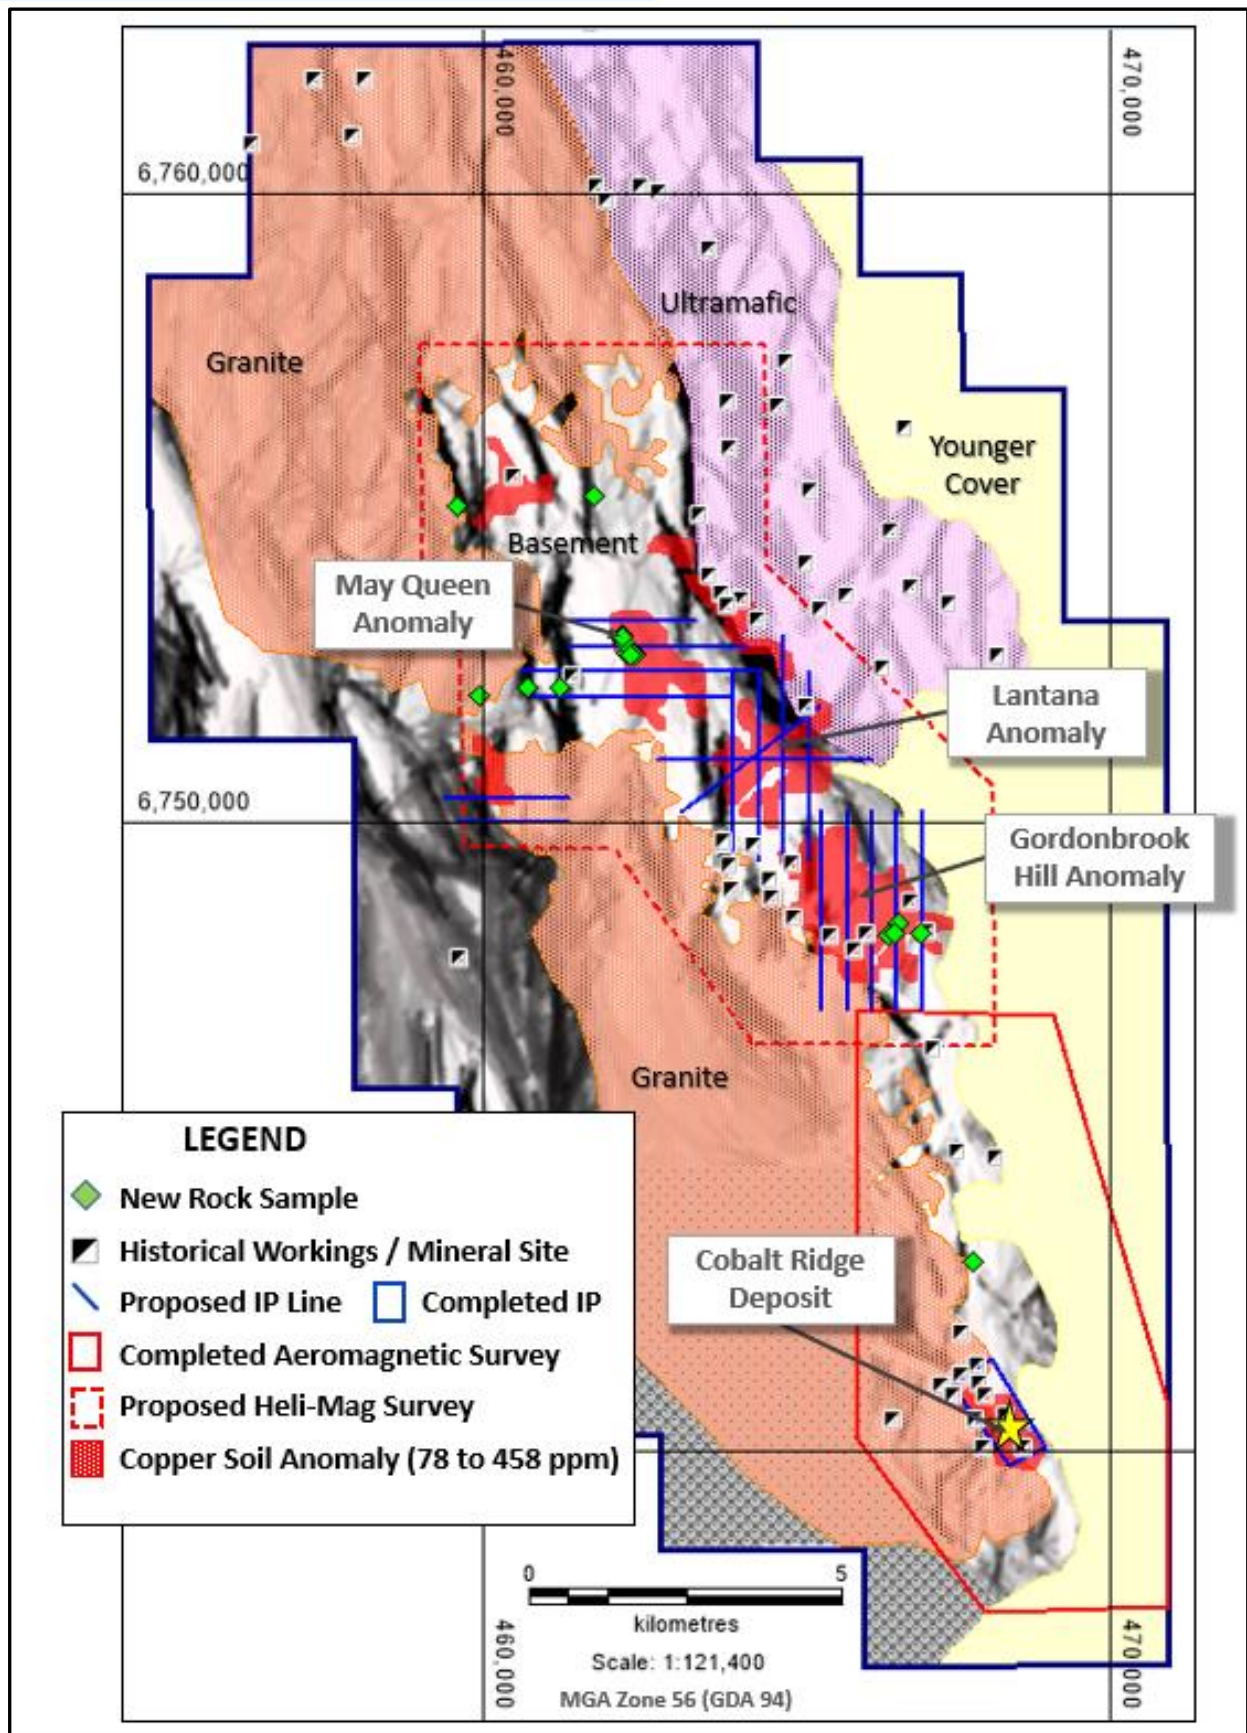 460,000
470,000
6,760,000
Ultramafic
Granite
Younger
Cover
Basement
May Queen
Anomaly
Lantana
Anomaly
6,750,000
Gordonbrook
Hill Anomaly
Granite
LEGEND
New Rock Sample
Historical Workings / Mineral Site
Proposed IP Line
Completed IP
Completed Aeromagnetic Survey
Proposed Heli-Mag Survey
Copper Soil Anomaly (78 to 458 ppm)
Cobalt Ridge
Deposit
0
5
kilometres
Scale: 1:121,400
MGA Zone 56 (GDA 94)
460,000
470,000